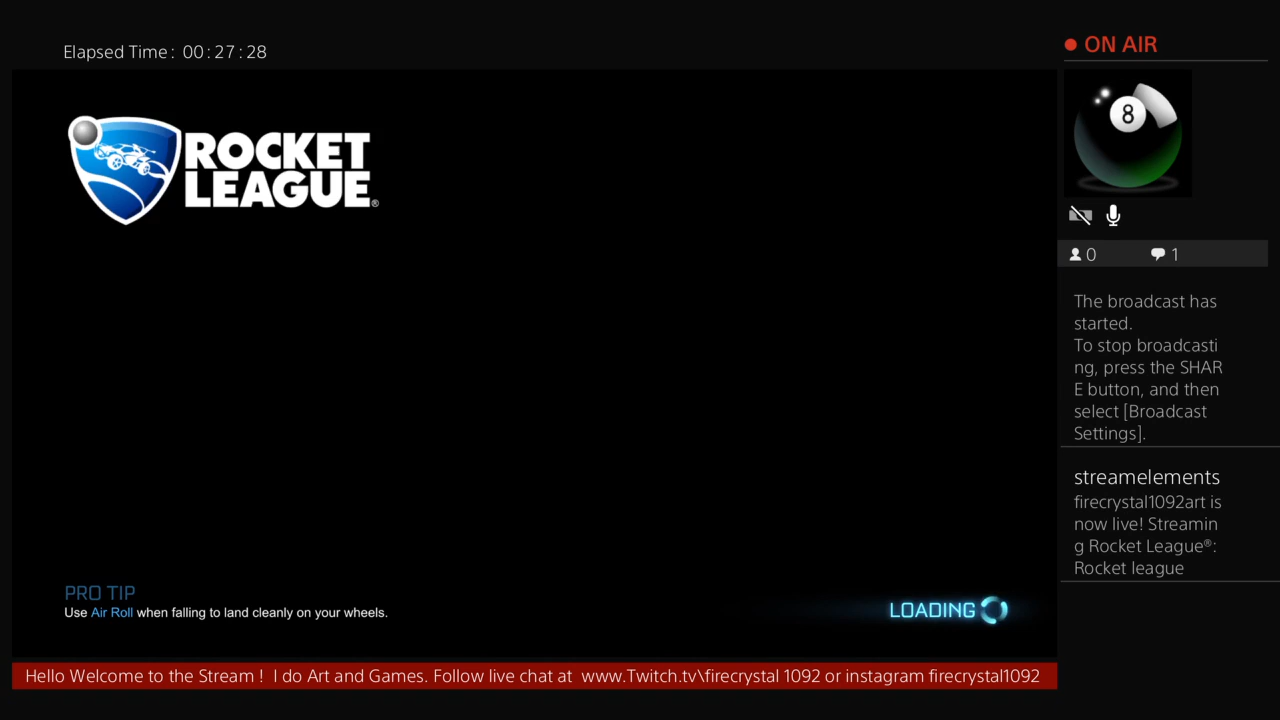 Elapsed Time: 00:27:28
ON AIR
ROCKET
LEAGUE®
8
0 1
The broadcast has
started.
To stop broadcasti
ng, press the SHAR
E button, and then
select [Broadcast
Settings].
streamelements
firecrystal1092art is
now live! Streamin
g Rocket League®:
Rocket league
PRO TIP
Use Air Roll when falling to land cleanly on your wheels.
LOADING
Hello Welcome to the Stream ! I do Art and Games. Follow live chat at www.Twitch.tv\firecrystal 1092 or instagram firecrystal1092